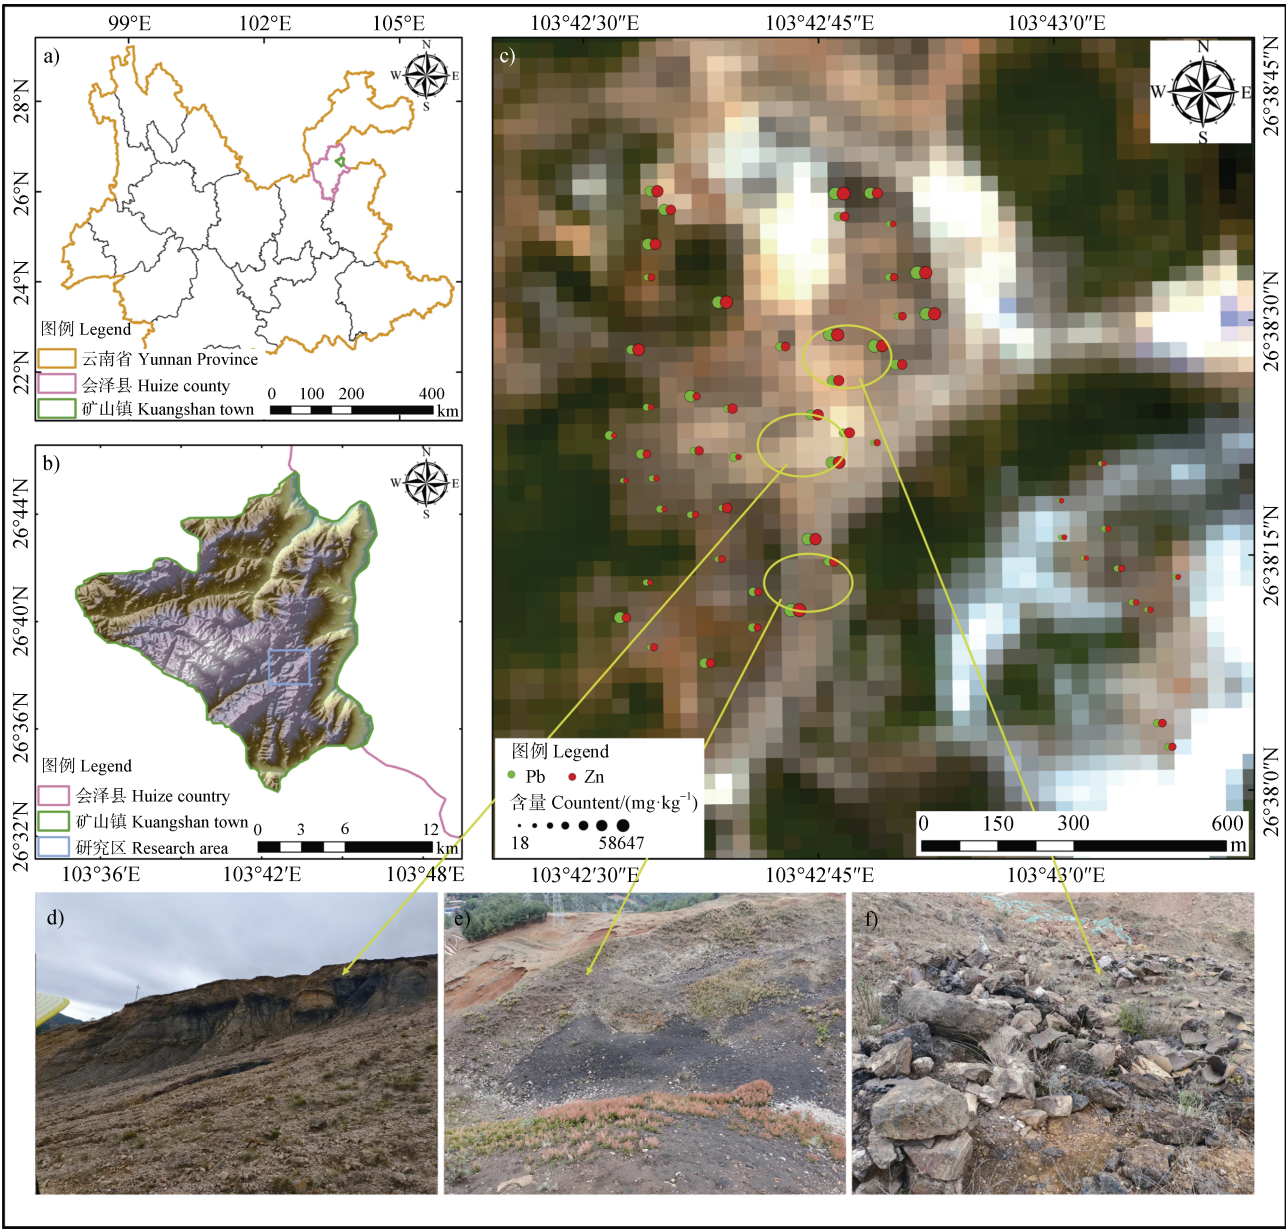 99°E 102°E 105°E
a)
N
W E
S
28°N
26°N
24°N
22°N
图例 Legend
云南省 Yunnan Province
会泽县 Huize county
矿山镇 Kuangshan town
0 100 200 400
km
b)
N
W E
S
26°44′N
26°40′N
26°36′N
26°32′N
图例 Legend
会泽县 Huize country
矿山镇 Kuangshan town
研究区 Research area
0 3 6 12
km
103°36′E 103°42′E 103°48′E
103°42′30″E 103°42′45″E 103°43′0″E
c)
N
W E
S
26°38′45″N
26°38′30″N
26°38′15″N
26°38′0″N
图例 Legend
Pb Zn
含量 Countent/(mg·kg⁻¹)
18 58647
0 150 300 600
m
103°42′30″E 103°42′45″E 103°43′0″E
d)
e)
f)